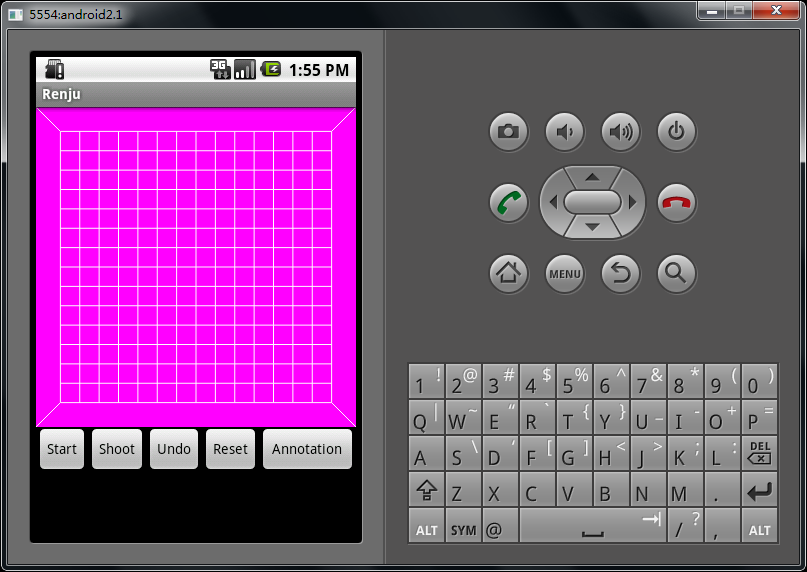 5554:android2.1
3G 1:55 PM
Renju
Start Shoot Undo Reset Annotation
MENU
1 ! 2 @ 3 # 4 $ 5 % 6 ^ 7 & 8 * 9 ( 0 )
Q | W ~ E “ R ` T { Y } U _ I - O + P =
A S \ D ‘ F [ G ] H < J > K ; L : DEL
Z X C V B N M .
ALT SYM @ / ? , ALT